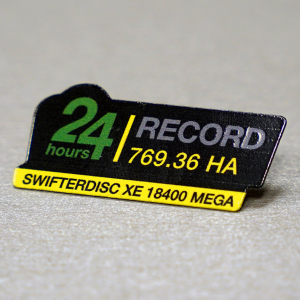 24 hours
RECORD
769.36 HA
SWIFTERDISC XE 18400 MEGA